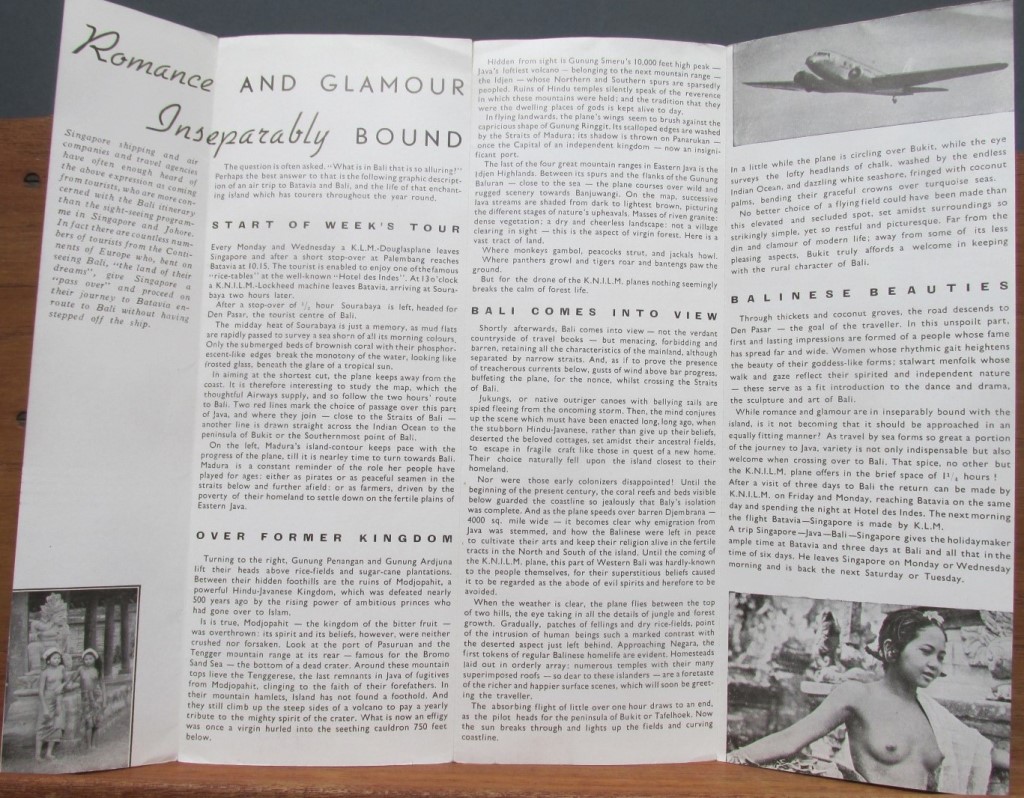 Romance AND GLAMOUR
Inseparably BOUND
Singapore shipping and air
companies and travel agencies
have often enough heard of
the above expression as coming
from tourists, who are more con-
cerned with the Bali itinerary
than the sight-seeing program-
me in Singapore and Johore.
In fact there are countless num-
bers of tourists from the Conti-
nents of Europe who, bent on
seeing Bali, "the land of their
dreams", give Singapore a
"pass over" and proceed on
their journey to Batavia en-
route to Bali without having
stepped off the ship.
The question is often asked, "What is in Bali that is so alluring?"
Perhaps the best answer to that is the following graphic descript-
ion of an air trip to Batavia and Bali, and the life of that enchant-
ing island which has tourers throughout the year round.
START OF WEEK'S TOUR
Every Monday and Wednesday a K.L.M.-Douglasplane leaves
Singapore and after a short stop-over at Palembang reaches
Batavia at 10.15. The tourist is enabled to enjoy one of the famous
"rice-tables" at the well-known "Hotel des Indes". At 13 o'clock
a K.N.I.L.M.-Lockheed machine leaves Batavia, arriving at Soura-
baya two hours later.
After a stop-over of ½ hour Sourabaya is left, headed for
Den Pasar, the tourist centre of Bali.
The midday heat of Sourabaya is just a memory, as mud flats
are rapidly passed to survey a sea shorn of all its morning colours.
Only the submerged beds of brownish coral with their phosphor-
escent-like edges break the monotony of the water, looking like
frosted glass, beneath the glare of a tropical sun.
In aiming at the shortest cut, the plane keeps away from the
coast. It is therefore interesting to study the map, which the
thoughtful Airways supply, and so follow the two hours' route
to Bali. Two red lines mark the choice of passage over this part
of Java, and where they join — close to the Straits of Bali —
another line is drawn straight across the Indian Ocean to the
peninsula of Bukit or the Southernmost point of Bali.
On the left, Madura's island-contour keeps pace with the
progress of the plane, till it is nearley time to turn towards Bali.
Madura is a constant reminder of the role her people have
played for ages: either as pirates or as peaceful seamen in the
straits below and further afield: or as farmers, driven by the
poverty of their homeland to settle down on the fertile plains of
Eastern Java.
OVER FORMER KINGDOM
Turning to the right, Gunung Penangan and Gunung Ardjuna
lift their heads above rice-fields and sugar-cane plantations.
Between their hidden foothills are the ruins of Modjopahit, a
powerful Hindu-Javanese Kingdom, which was defeated nearly
500 years ago by the rising power of ambitious princes who
had gone over to Islam.
Is is true, Modjopahit — the kingdom of the bitter fruit —
was overthrown: its spirit and its beliefs, however, were neither
crushed nor forsaken. Look at the port of Pasuruan and the
Tengger mountain range at its rear — famous for the Bromo
Sand Sea — the bottom of a dead crater. Around these mountain
tops lieve the Tenggerese, the last remnants in Java of fugitives
from Modjopahit, clinging to the faith of their forefathers. In
their mountain hamlets, Island has not found a foothold. And
they still climb up the steep sides of a volcano to pay a yearly
tribute to the mighty spirit of the crater. What is now an effigy
was once a virgin hurled into the seething cauldron 750 feet
below.
Hidden from sight is Gunung Smeru's 10,000 feet high peak —
Java's loftiest volcano — belonging to the next mountain range —
the Idjen — whose Northern and Southern spurs are sparsedly
peopled. Ruins of Hindu temples silently speak of the reverence
in which these mountains were held; and the tradition that they
were the dwelling places of gods is kept alive to day.
In flying landwards, the plane's wings seem to brush against the
capricious shape of Gunung Ringgit. Its scalloped edges are washed
by the Straits of Madura; its shadow is thrown on Panarukan —
once the Capital of an independent kingdom — now an insigni-
ficant port.
The last of the four great mountain ranges in Eastern Java is the
Idjen Highlands. Between its spurs and the flanks of the Gunung
Baluran — close to the sea — the plane courses over wild and
rugged scenery towards Banjuwangi. On the map, successive
lava streams are shaded from dark to lightest brown, picturing
the different stages of nature's upheavals. Masses of riven granite:
dense vegetation; a dry and cheerless landscape: not a village
clearing in sight — this is the aspect of virgin forest. Here is a
vast tract of land.
Where monkeys gambol, peacocks strut, and jackals howl.
Where panthers growl and tigers roar and bantengs paw the
ground.
But for the drone of the K.N.I.L.M. planes nothing seemingly
breaks the calm of forest life.
BALI COMES INTO VIEW
Shortly afterwards, Bali comes into view — not the verdant
countryside of travel books — but menacing, forbidding and
barren, retaining all the characteristics of the mainland, although
separated by narrow straits. And, as if to prove the presence
of treacherous currents below, gusts of wind above bar progress,
buffeting the plane, for the nonce, whilst crossing the Straits
of Bali.
Jukungs, or native outriger canoes with bellying tails are
spied fleeing from the oncoming storm. Then, the mind conjures
up the scene which must have been enacted long, long ago, when
the stubborn Hindu-Javanese, rather than give up their beliefs,
deserted the beloved cottages, set amidst their ancestral fields,
to escape in fragile craft like those in quest of a new home.
Their choice naturally fell upon the island closest to their
homeland.
Nor were those early colonizers disappointed! Until the
beginning of the present century, the coral reefs and beds visible
below guarded the coastline so jealously that Baly's isolation
was complete. And as the plane speeds over barren Djembrana —
4000 sq. mile wide — it becomes clear why emigration from
Java was stemmed, and how the Balinese were left in peace
to cultivate their arts and keep their religion alive in the fertile
tracts in the North and South of the island. Until the coming of
the K.N.I.L.M. plane, this part of Western Bali was hardly-known
to the people themselves, for their superstitious beliefs caused
it to be regarded as the abode of evil spirits and herefore to be
avoided.
When the weather is clear, the plane flies between the top
of two hills, the eye taking in all the details of jungle and forest
growth. Gradually, patches of fellings and dry rice-fields, point
of the intrusion of human beings such a marked contrast with
the deserted aspect just left behind. Approaching Negara, the
first tokens of regular Balinese homelife are evident. Homesteads
laid out in orderly array; numerous temples with their many
superimposed roofs — so dear to these islanders — are a foretaste
of the richer and happier surface scenes, which will soon be greet-
ing the traveller.
The absorbing flight of little over one hour draws to an end,
as the pilot heads for the peninsula of Bukit or Tafelhoek. Now
the sun breaks through and lights up the fields and curving
coastline.
In a little while the plane is circling over Bukit, while the eye
surveys the lofty headlands of chalk, washed by the endless
Indian Ocean, and dazzling white seashore, fringed with coconut
palms, bending their graceful crowns over turquoise seas.
No better choice of a flying field could have been made than
this elevated and secluded spot, set amidst surroundings so
strikingly simple, yet so restful and picturesque. Far from the
din and clamour of modern life; away from some of its less
pleasing aspects, Bukit truly affords a welcome in keeping
with the rural character of Bali.
BALINESE BEAUTIES
Through thickets and coconut groves, the road descends to
Den Pasar — the goal of the traveller. In this unspoilt part,
first and lasting impressions are formed of a people whose fame
has spread far and wide. Women whose rhythmic gait heightens
the beauty of their goddess-like forms; stalwart menfolk whose
walk and gaze reflect their spirited and independent nature
— these serve as a fit introduction to the dance and drama,
the sculpture and art of Bali.
While romance and glamour are in inseparably bound with the
island, is it not becoming that it should be approached in an
equally fitting manner? As travel by sea forms so great a portion
of the journey to Java, variety is not only indispensable but also
welcome when crossing over to Bali. That spice, no other but
the K.N.I.L.M. plane offers in the brief space of 1¼ hours!
After a visit of three days to Bali the return can be made by
K.N.I.L.M. on Friday and Monday, reaching Batavia on the same
day and spending the night at Hotel des Indes. The next morning
the flight Batavia—Singapore is made by K.L.M.
A trip Singapore—Java—Bali—Singapore gives the holidaymaker
ample time at Batavia and three days at Bali and all that in the
time of six days. He leaves Singapore on Monday or Wednesday
morning and is back the next Saturday or Tuesday.